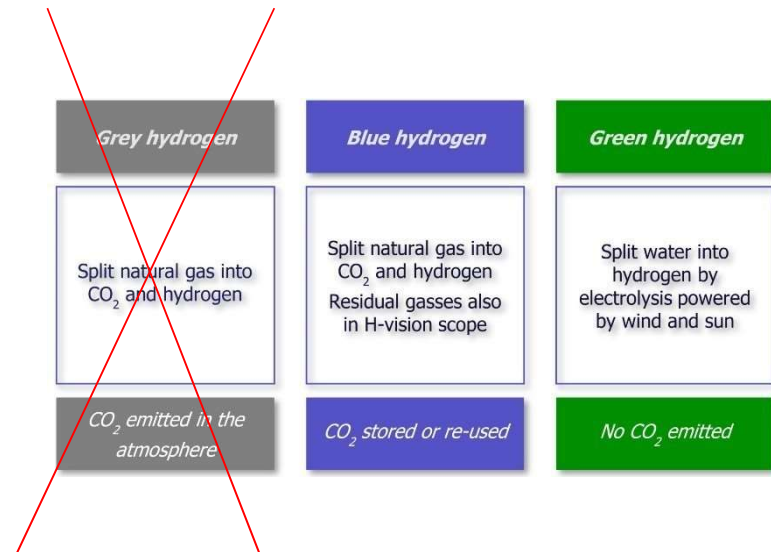 Grey hydrogen
Blue hydrogen
Green hydrogen
Split natural gas into
CO₂ and hydrogen
Split natural gas into
CO₂ and hydrogen
Residual gasses also
in H-vision scope
Split water into
hydrogen by
electrolysis powered
by wind and sun
CO₂ emitted in the
atmosphere
CO₂ stored or re-used
No CO₂ emitted